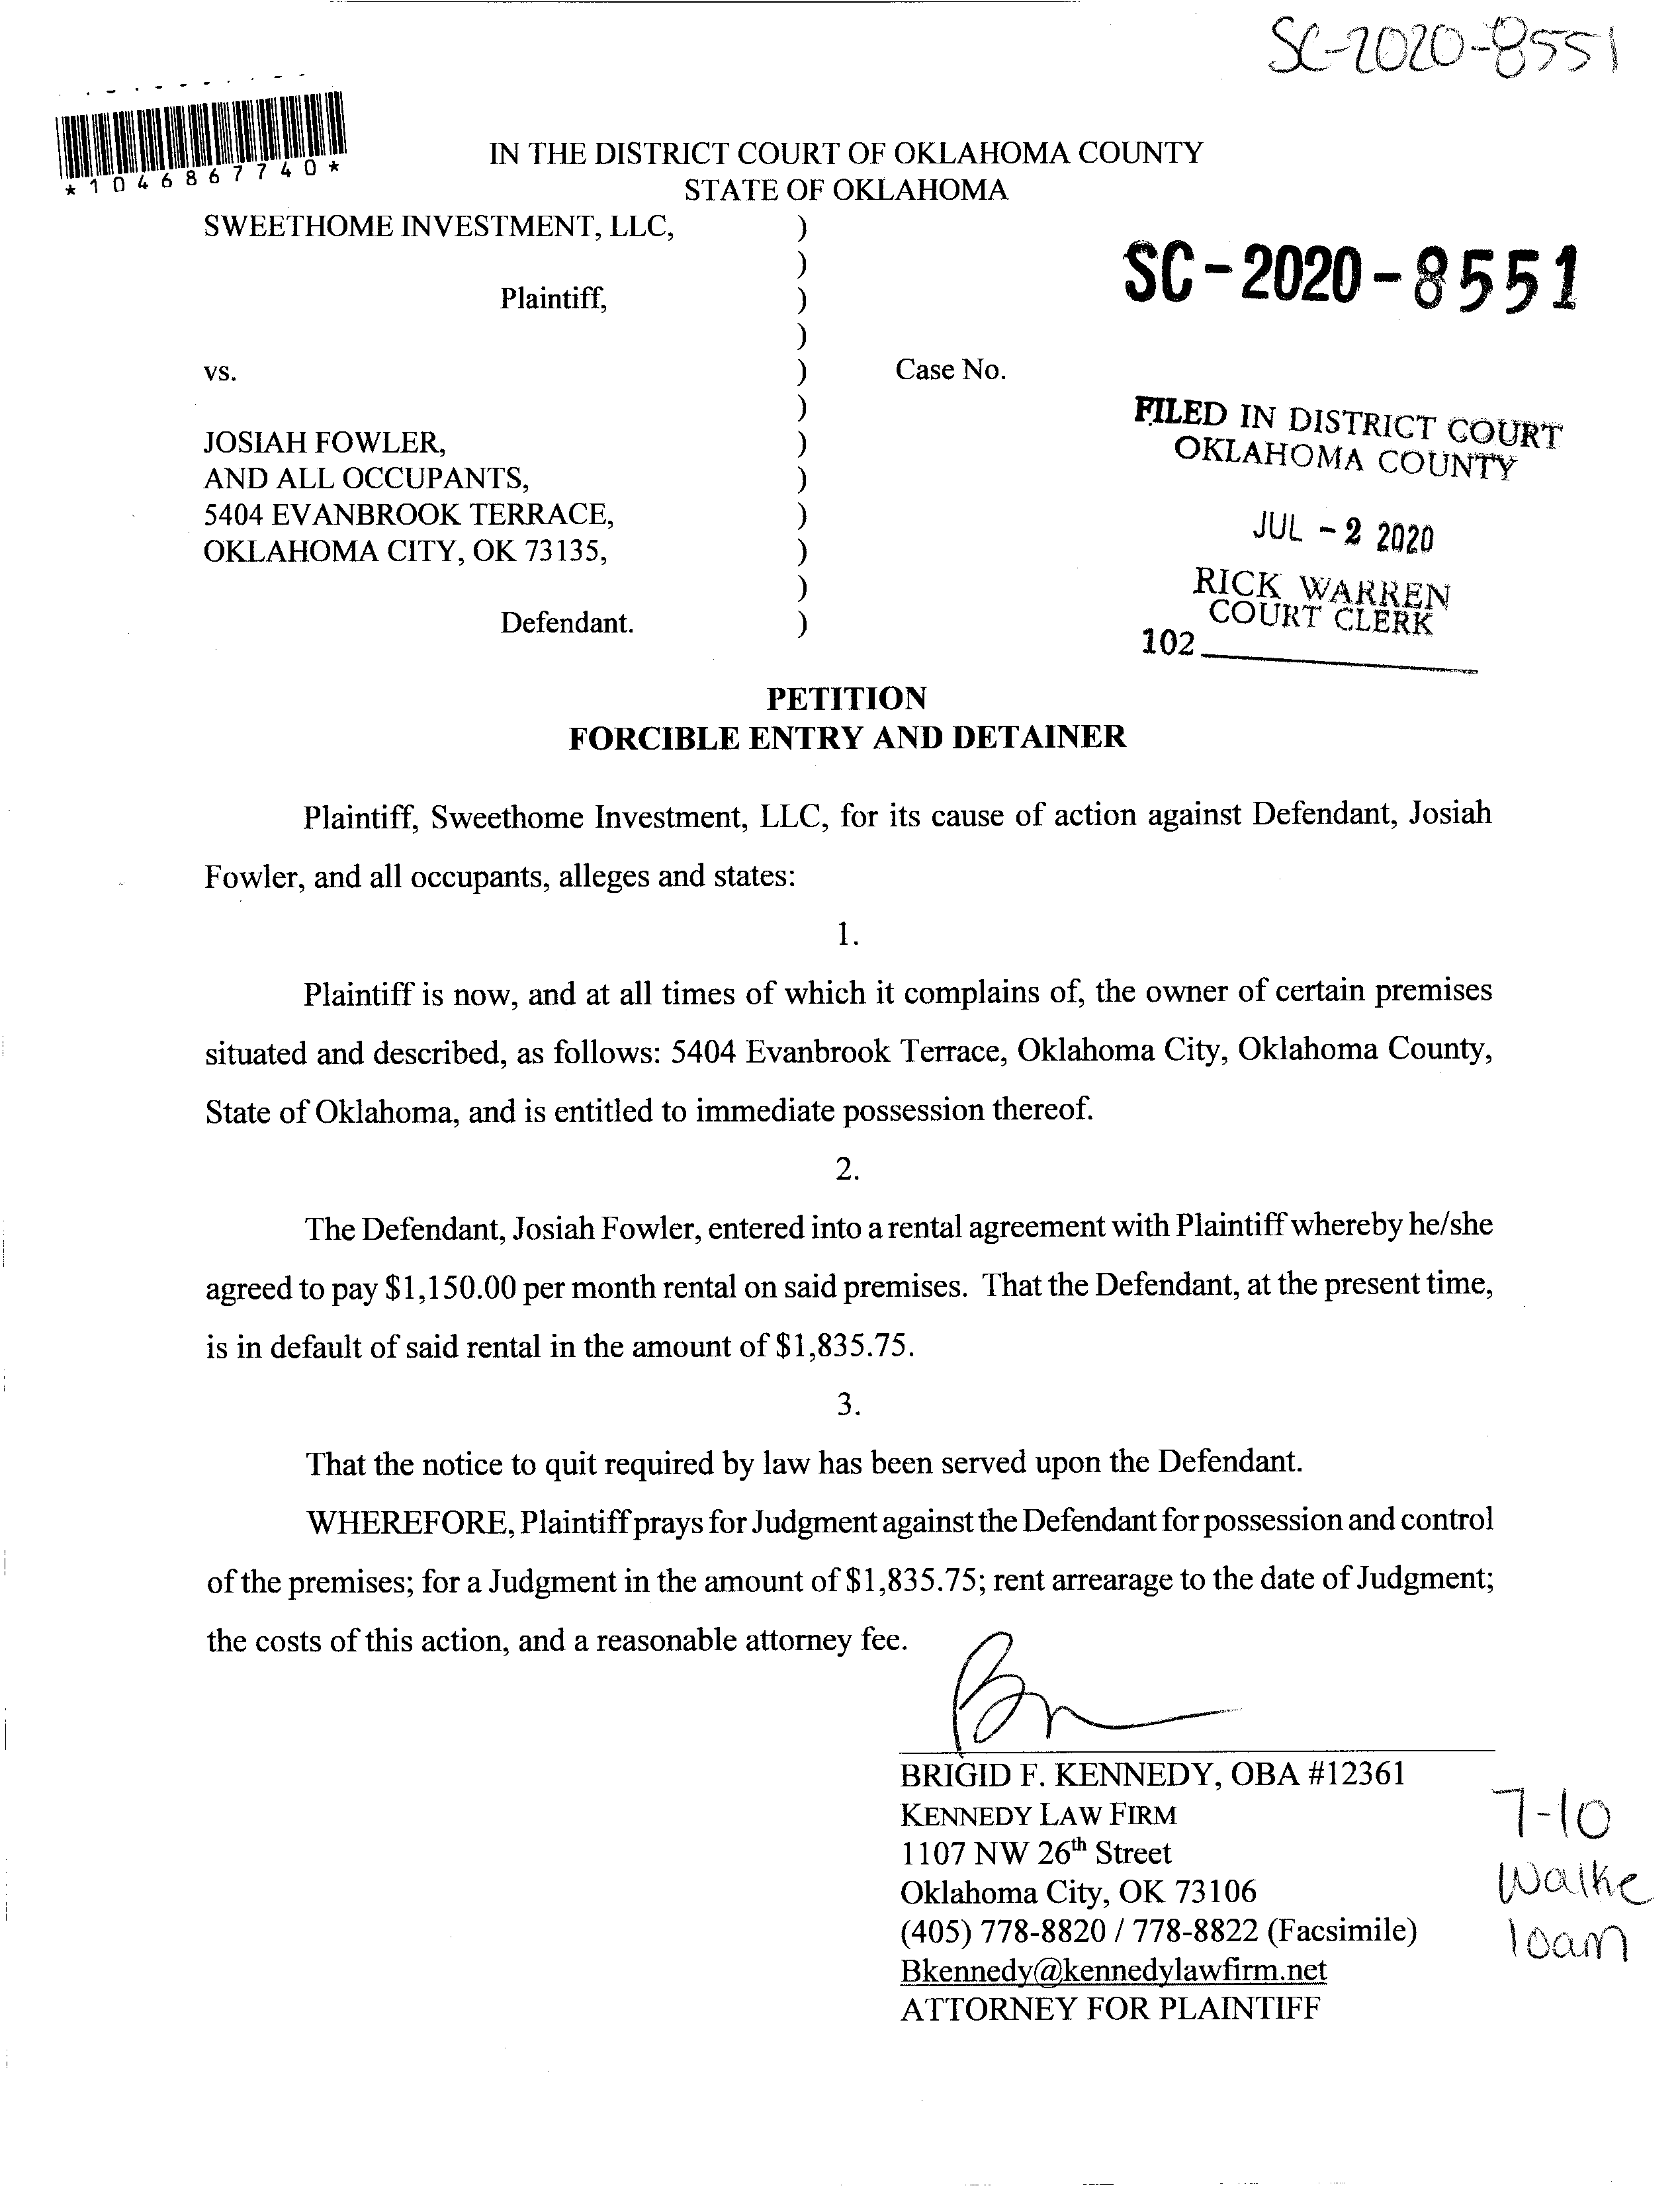 SC-2020-8551
*1046867740*
IN THE DISTRICT COURT OF OKLAHOMA COUNTY
STATE OF OKLAHOMA
SWEETHOME INVESTMENT, LLC, )
)
Plaintiff, )
)
vs. ) Case No.
)
JOSIAH FOWLER, )
AND ALL OCCUPANTS, )
5404 EVANBROOK TERRACE, )
OKLAHOMA CITY, OK 73135, )
)
Defendant. )
SC-2020-8551
FILED IN DISTRICT COURT
OKLAHOMA COUNTY
JUL -2 2020
RICK WARREN
COURT CLERK
102
PETITION
FORCIBLE ENTRY AND DETAINER
Plaintiff, Sweethome Investment, LLC, for its cause of action against Defendant, Josiah
Fowler, and all occupants, alleges and states:
1.
Plaintiff is now, and at all times of which it complains of, the owner of certain premises
situated and described, as follows: 5404 Evanbrook Terrace, Oklahoma City, Oklahoma County,
State of Oklahoma, and is entitled to immediate possession thereof.
2.
The Defendant, Josiah Fowler, entered into a rental agreement with Plaintiff whereby he/she
agreed to pay $1,150.00 per month rental on said premises. That the Defendant, at the present time,
is in default of said rental in the amount of $1,835.75.
3.
That the notice to quit required by law has been served upon the Defendant.
WHEREFORE, Plaintiff prays for Judgment against the Defendant for possession and control
of the premises; for a Judgment in the amount of $1,835.75; rent arrearage to the date of Judgment;
the costs of this action, and a reasonable attorney fee.
BRIGID F. KENNEDY, OBA #12361
KENNEDY LAW FIRM
1107 NW 26th Street
Oklahoma City, OK 73106
(405) 778-8820 / 778-8822 (Facsimile)
Bkennedy@kennedylawfirm.net
ATTORNEY FOR PLAINTIFF
7-10
Walke
10am